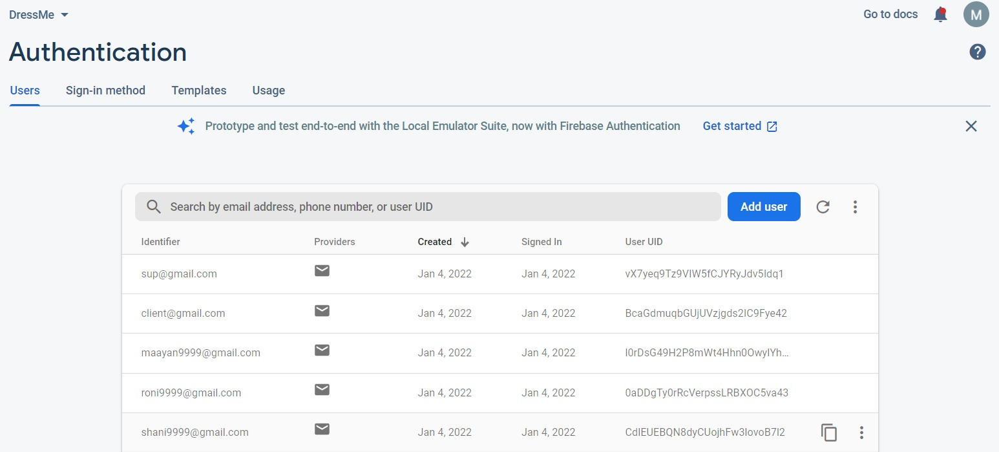 DressMe
Go to docs
M
Authentication
?
Users Sign-in method Templates Usage
Prototype and test end-to-end with the Local Emulator Suite, now with Firebase Authentication Get started
Search by email address, phone number, or user UID Add user
Identifier Providers Created Signed In User UID
sup@gmail.com Jan 4, 2022 Jan 4, 2022 vX7yeq9Tz9VIW5fCJYRyJdv5Idq1
client@gmail.com Jan 4, 2022 Jan 4, 2022 BcaGdmuqbGUjUVzjgds2IC9Fye42
maayan9999@gmail.com Jan 4, 2022 Jan 4, 2022 I0rDsG49H2P8mWt4Hhn0OwyIYh...
roni9999@gmail.com Jan 4, 2022 Jan 4, 2022 0aDDgTy0rRcVerpssLRBXOC5va43
shani9999@gmail.com Jan 4, 2022 Jan 4, 2022 CdIEUEBQN8dyCUojhFw3IovoB7I2